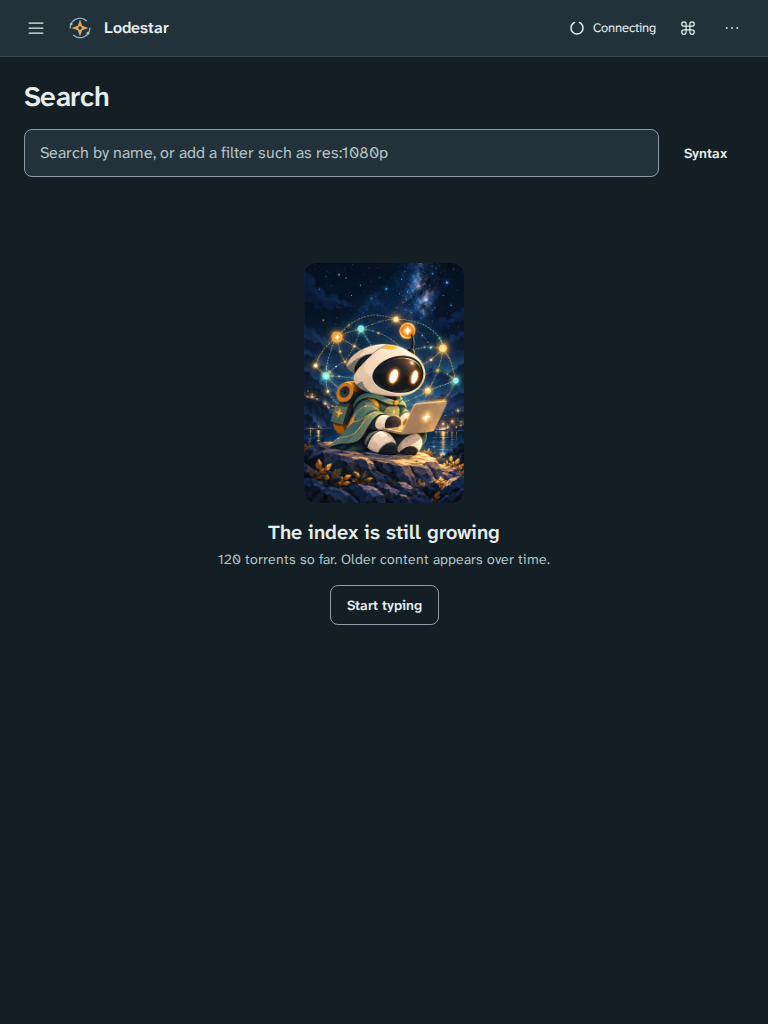 Lodestar
Connecting
Search
Search by name, or add a filter such as res:1080p
Syntax
The index is still growing
120 torrents so far. Older content appears over time.
Start typing